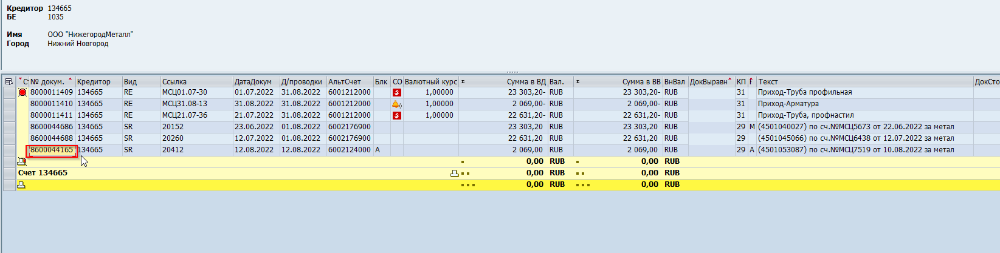 Кредитор 134665
БЕ 1035
Имя ООО "НижегородМеталл"
Город Нижний Новгород
С № докум. Кредитор Вид Ссылка ДатаДокум Д/проводки АльтСчет Блк СО Валютный курс Сумма в ВД Вал. Сумма в ВВ ВнВал ДокВыравн КП Текст ДокСто
8000011409 134665 RE МСЦ01.07-30 01.07.2022 31.08.2022 6001212000 1,00000 23 303,20- RUB 23 303,20- RUB 31 Приход-Труба профильная
8000011410 134665 RE МСЦ31.08-13 31.08.2022 31.08.2022 6001212000 1,00000 2 069,00- RUB 2 069,00- RUB 31 Приход-Арматура
8000011411 134665 RE МСЦ21.07-36 21.07.2022 31.08.2022 6001212000 1,00000 22 631,20- RUB 22 631,20- RUB 31 Приход-Труба, профнастил
8600044686 134665 SR 20152 23.06.2022 01.08.2022 6002176900 23 303,20 RUB 23 303,20 RUB 29 М (4501040027) по сч.№МСЦ5673 от 22.06.2022 за метал
8600044688 134665 SR 20260 12.07.2022 01.08.2022 6002176900 22 631,20 RUB 22 631,20 RUB 29 (4501045066) по сч.№МСЦ6438 от 12.07.2022 за метал
8600044165 134665 SR 20412 12.08.2022 12.08.2022 6002124000 A 2 069,00 RUB 2 069,00 RUB 29 A (4501053087) по сч.№МСЦ7519 от 10.08.2022 за метал
0,00 RUB 0,00 RUB
Счет 134665 0,00 RUB 0,00 RUB
0,00 RUB 0,00 RUB